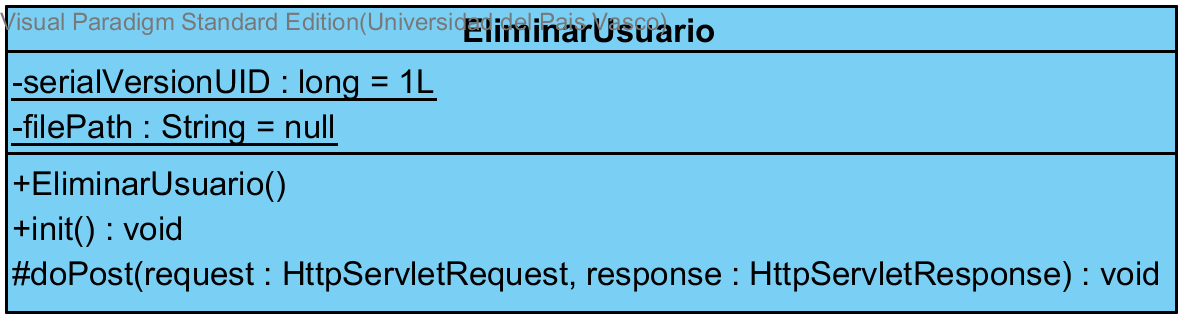 Visual Paradigm Standard Edition(Universidad del Pais Vasco)
EliminarUsuario
-serialVersionUID : long = 1L
-filePath : String = null
+EliminarUsuario()
+init() : void
#doPost(request : HttpServletRequest, response : HttpServletResponse) : void